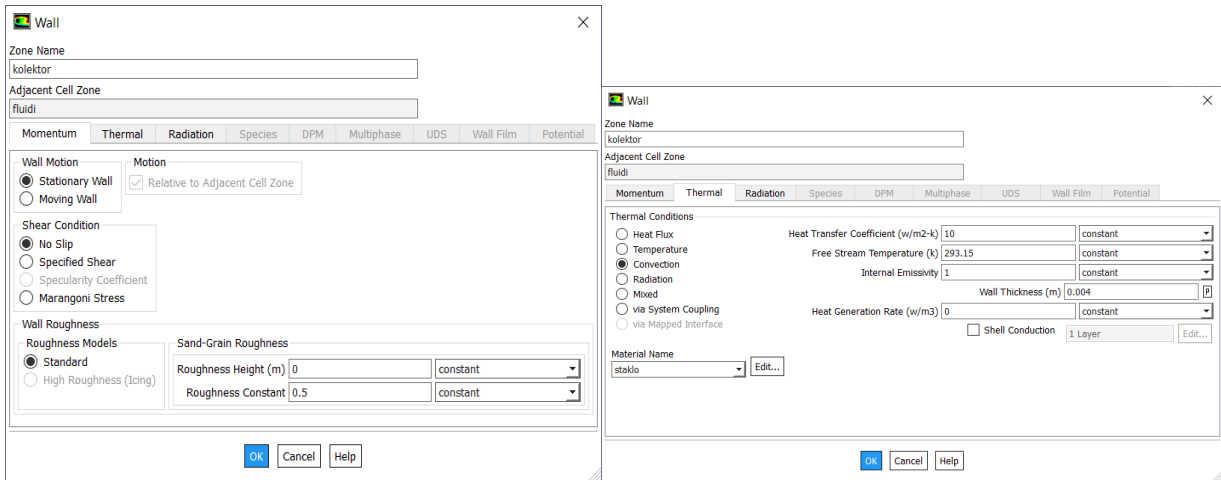 Wall
Zone Name
kolektor
Adjacent Cell Zone
fluidi
Momentum Thermal Radiation Species DPM Multiphase UDS Wall Film Potential
Wall Motion Motion
Stationary Wall Relative to Adjacent Cell Zone
Moving Wall
Shear Condition
No Slip
Specified Shear
Specularity Coefficient
Marangoni Stress
Wall Roughness
Roughness Models Sand-Grain Roughness
Standard Roughness Height (m) 0 constant
High Roughness (Icing) Roughness Constant 0.5 constant
OK Cancel Help
Wall
Zone Name
kolektor
Adjacent Cell Zone
fluidi
Momentum Thermal Radiation Species DPM Multiphase UDS Wall Film Potential
Thermal Conditions
Heat Flux Heat Transfer Coefficient (w/m2-k) 10 constant
Temperature Free Stream Temperature (k) 293.15 constant
Convection Internal Emissivity 1 constant
Radiation Wall Thickness (m) 0.004 P
Mixed
via System Coupling Heat Generation Rate (w/m3) 0 constant
via Mapped Interface Shell Conduction 1 Layer Edit...
Material Name
staklo Edit...
OK Cancel Help